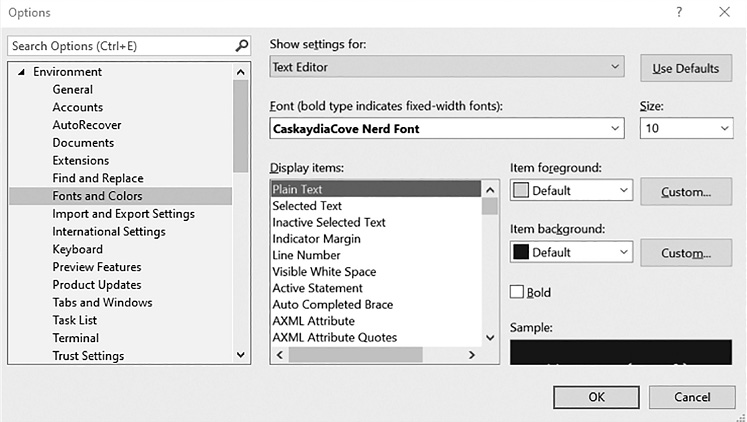 Options
Search Options (Ctrl+E)
Environment
General
Accounts
AutoRecover
Documents
Extensions
Find and Replace
Fonts and Colors
Import and Export Settings
International Settings
Keyboard
Preview Features
Product Updates
Tabs and Windows
Task List
Terminal
Trust Settings
Show settings for:
Text Editor
Use Defaults
Font (bold type indicates fixed-width fonts):
Size:
CaskaydiaCove Nerd Font
10
Display items:
Plain Text
Selected Text
Inactive Selected Text
Indicator Margin
Line Number
Visible White Space
Active Statement
Auto Completed Brace
AXML Attribute
AXML Attribute Quotes
Item foreground:
Default
Custom...
Item background:
Default
Custom...
Bold
Sample:
OK
Cancel